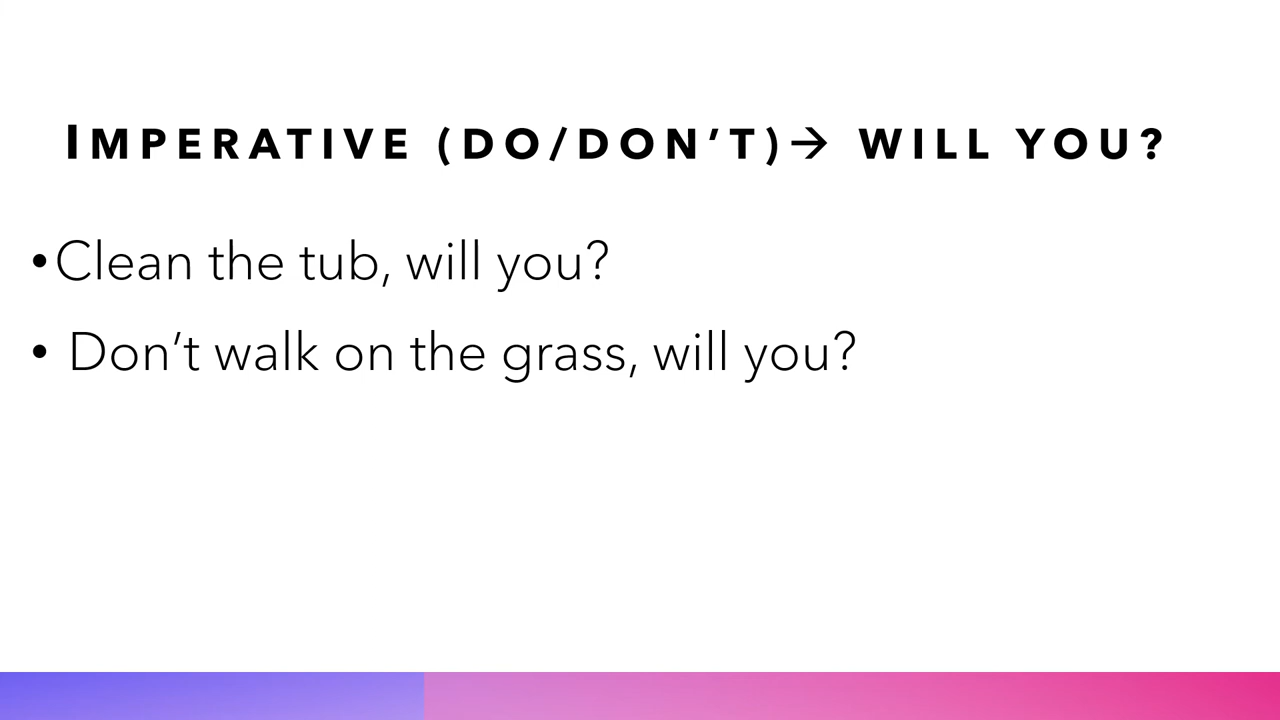 IMPERATIVE (DO/DON’T)→ WILL YOU?
•Clean the tub, will you?
• Don’t walk on the grass, will you?